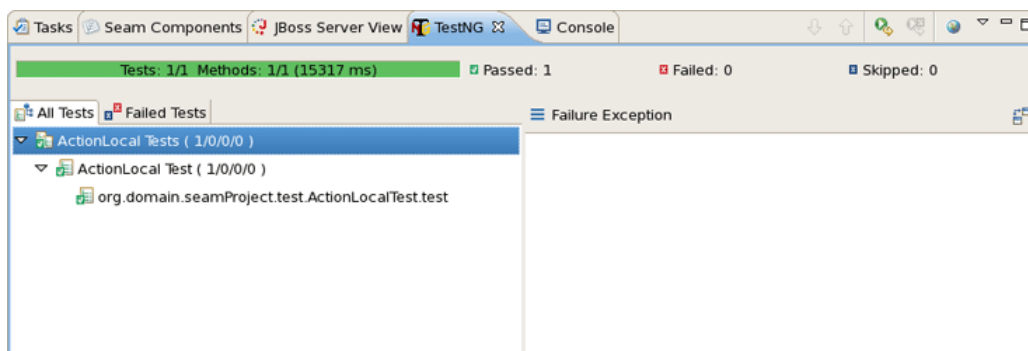 Tasks Seam Components JBoss Server View TestNG Console
Tests: 1/1 Methods: 1/1 (15317 ms) Passed: 1 Failed: 0 Skipped: 0
All Tests Failed Tests Failure Exception
ActionLocal Tests ( 1/0/0/0 )
ActionLocal Test ( 1/0/0/0 )
org.domain.seamProject.test.ActionLocalTest.test